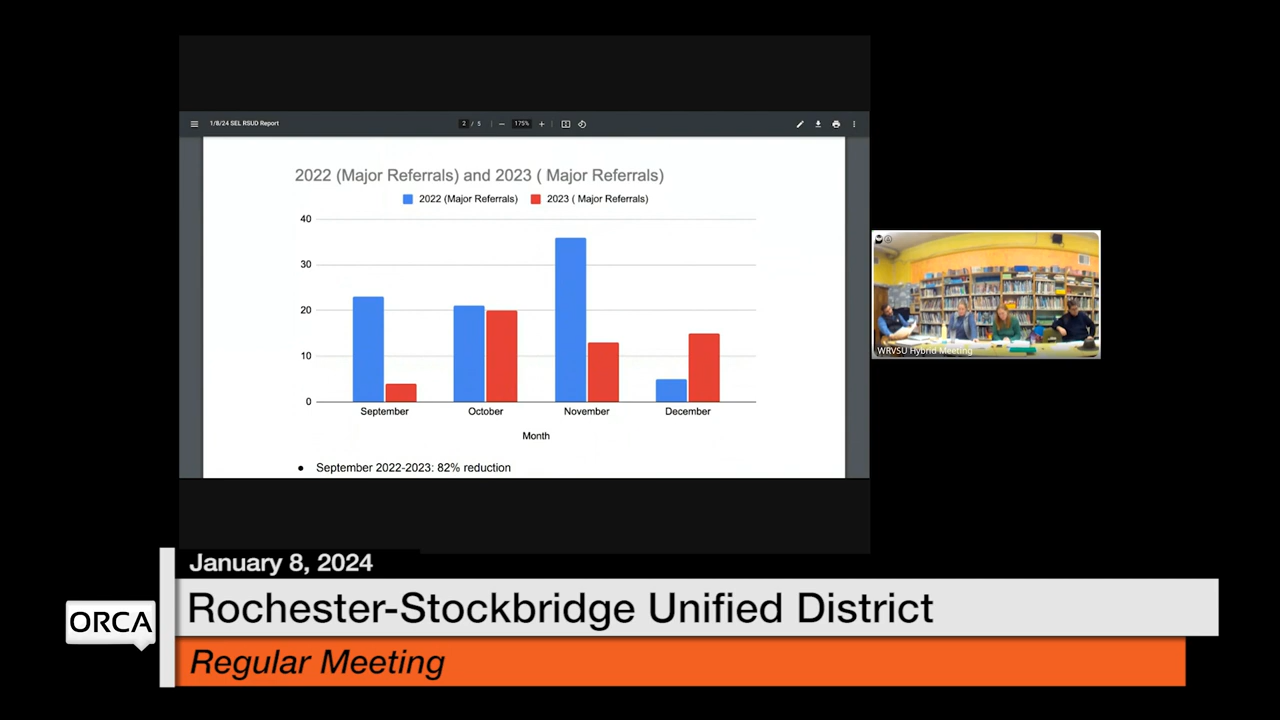 1/8/24 SEL RSUD Report
2 / 5
175%
2022 (Major Referrals) and 2023 ( Major Referrals)
2022 (Major Referrals)
2023 ( Major Referrals)
40
30
20
10
0
September
October
November
December
Month
● September 2022-2023: 82% reduction
WRVSU Hybrid Meeting
January 8, 2024
ORCA
Rochester-Stockbridge Unified District
Regular Meeting